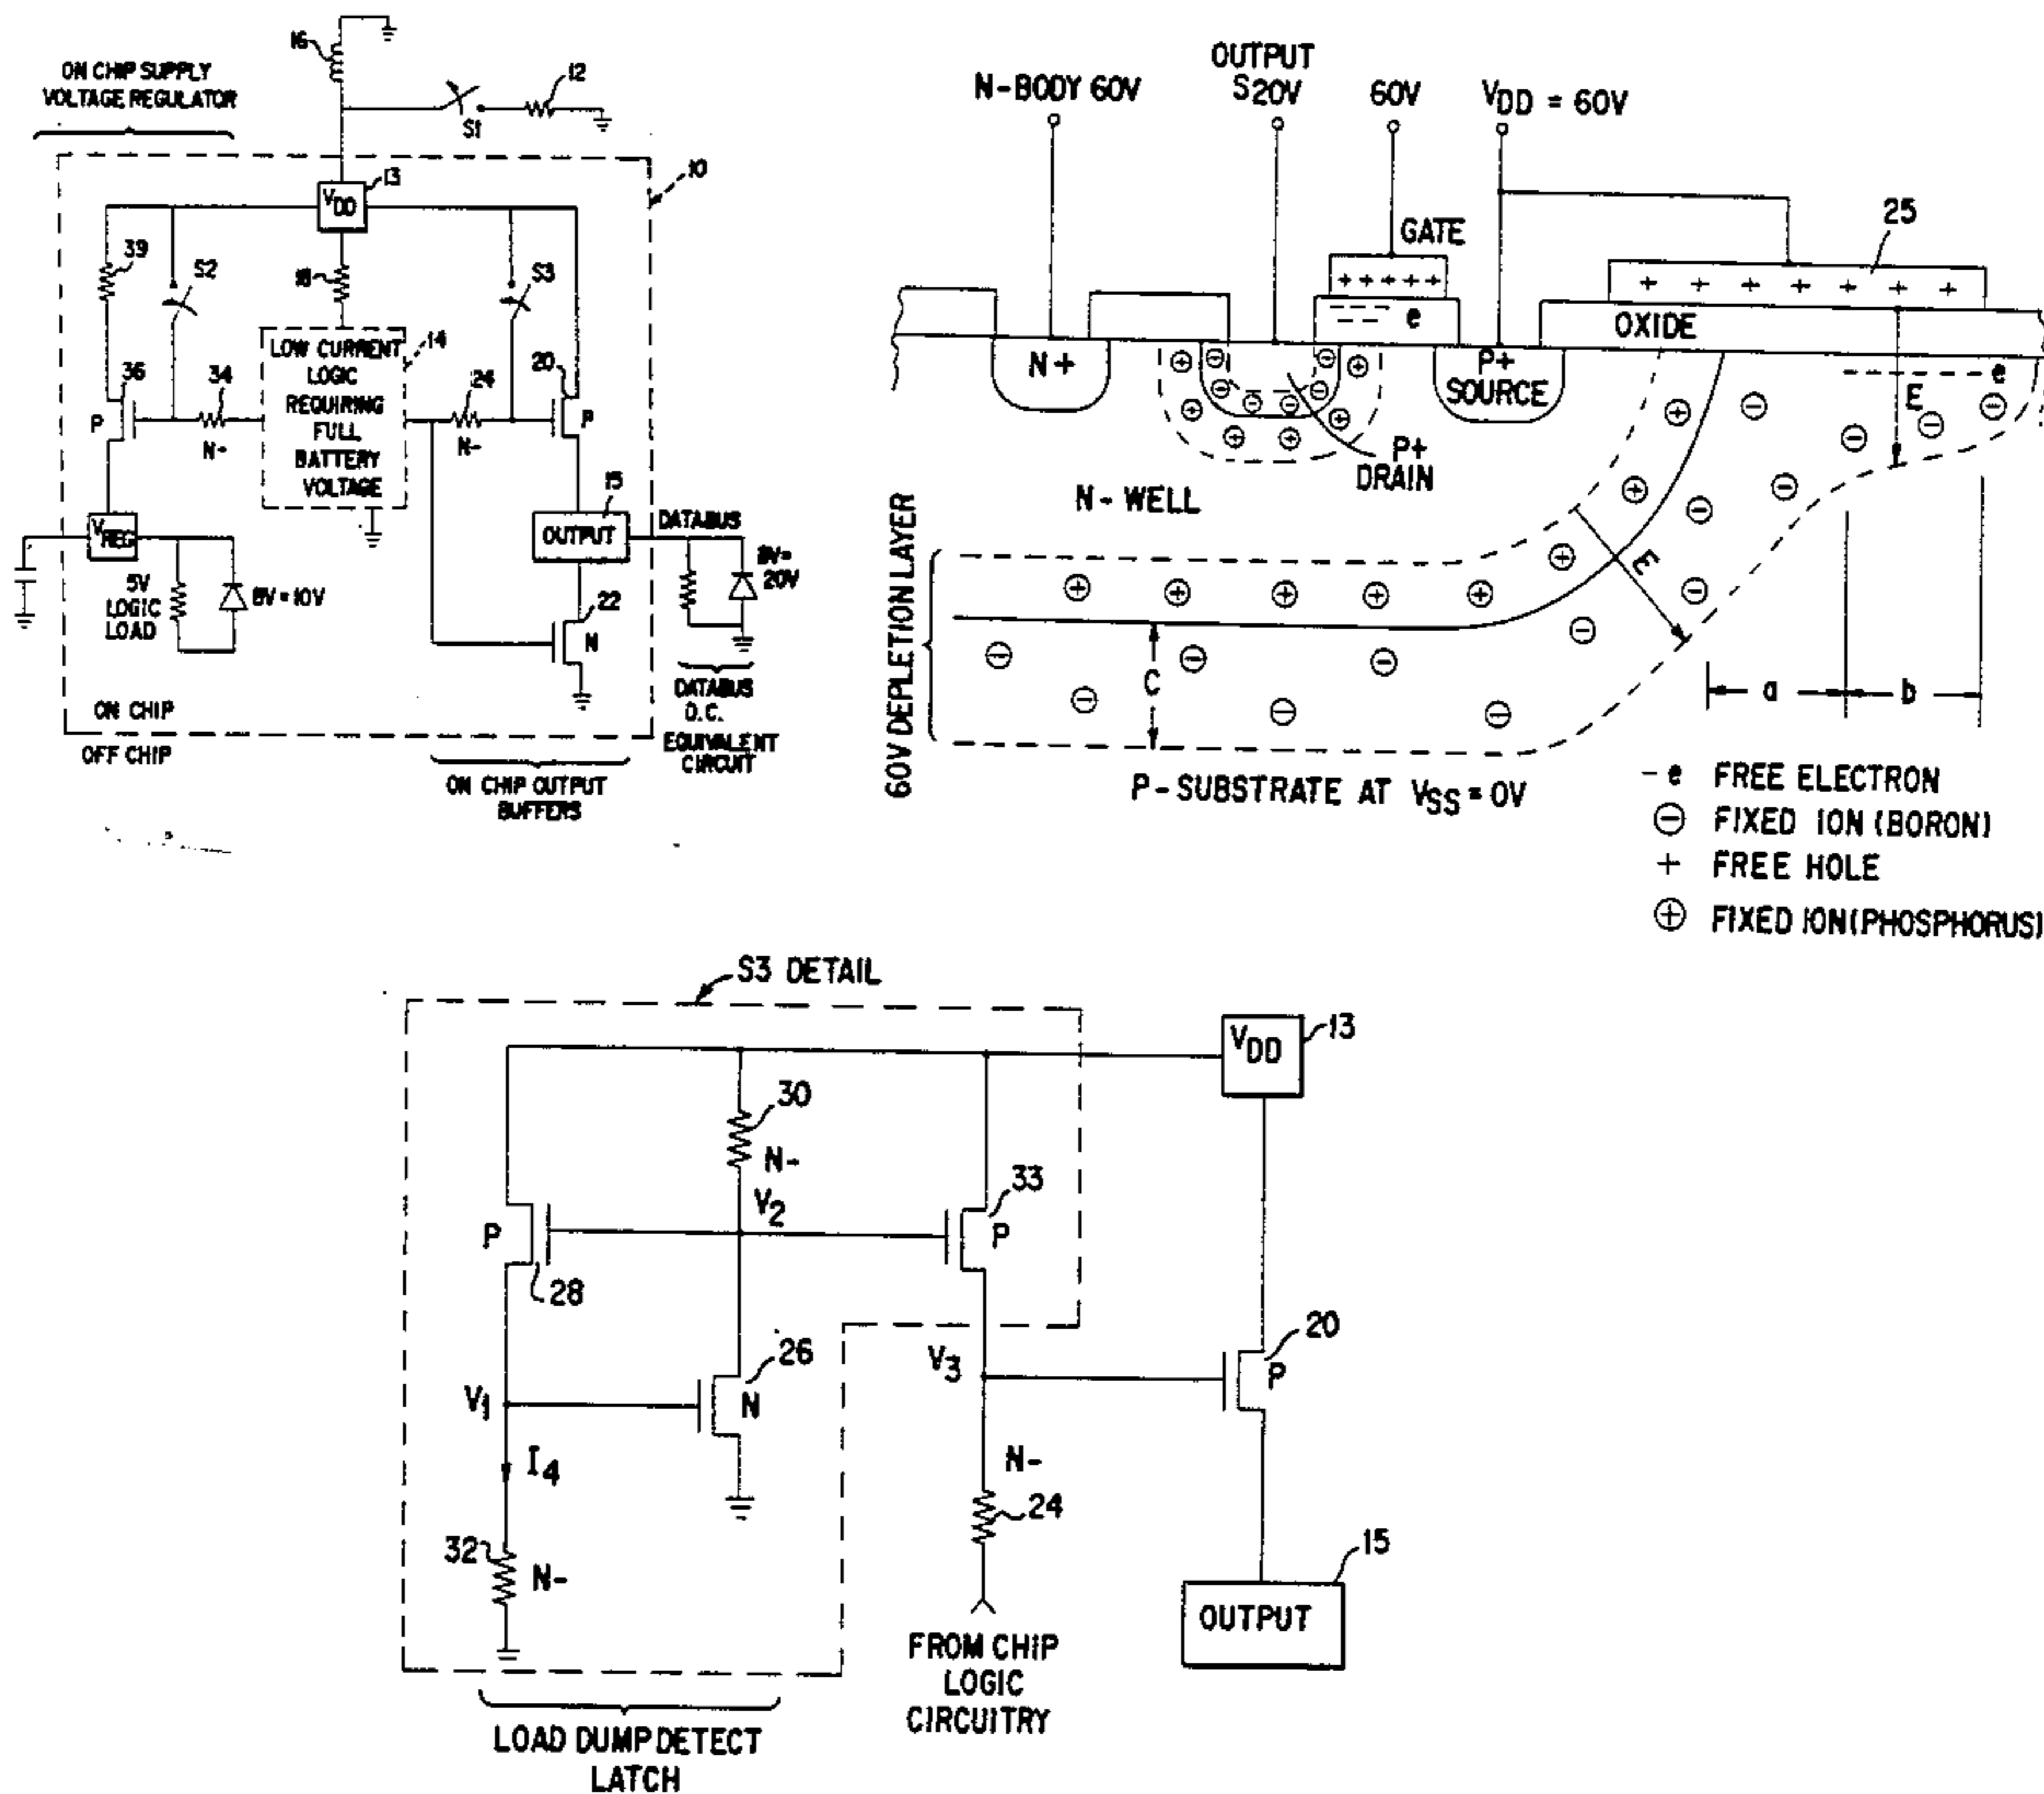 16
12
S1
ON CHIP SUPPLY
VOLTAGE REGULATOR
10
13
VDD
39
S2
18
S3
14
LOW CURRENT
LOGIC
REQUIRING
FULL
BATTERY
VOLTAGE
36
P
34
N-
24
N-
20
P
15
OUTPUT
DATABUS
BV=
20V
VREG
5V
LOGIC
LOAD
BV=10V
22
N
DATABUS
D.C.
EQUIVALENT
CIRCUIT
ON CHIP
OFF CHIP
ON CHIP OUTPUT
BUFFERS
N-BODY 60V
OUTPUT
S20V
60V
VDD = 60V
GATE
25
+ + + + +
+ + + + + + +
e
OXIDE
N+
P+
SOURCE
e
E
P+
DRAIN
N-WELL
60V DEPLETION LAYER
E
C
a
b
P-SUBSTRATE AT VSS=0V
-e FREE ELECTRON
⊖ FIXED ION (BORON)
+ FREE HOLE
⊕ FIXED ION (PHOSPHORUS)
S3 DETAIL
VDD
13
30
N-
V2
33
P
P
28
26
N
V1
I4
32
N-
V3
20
P
N-
24
15
OUTPUT
FROM CHIP
LOGIC
CIRCUITRY
LOAD DUMP DETECT
LATCH